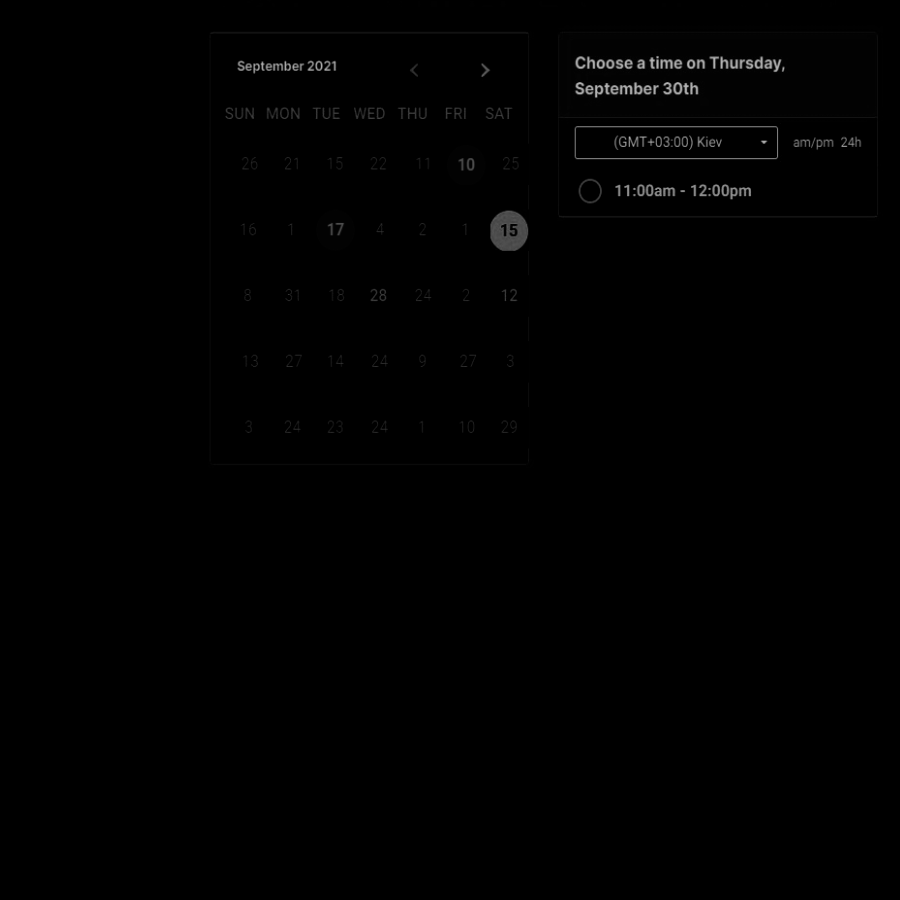 September 2021
SUN MON TUE WED THU FRI SAT
26 21 15 22 11 10 25
16 1 17 4 2 1 15
8 31 18 28 24 2 12
13 27 14 24 9 27 3
3 24 23 24 1 10 29
Choose a time on Thursday,
September 30th
(GMT+03:00) Kiev am/pm 24h
11:00am - 12:00pm